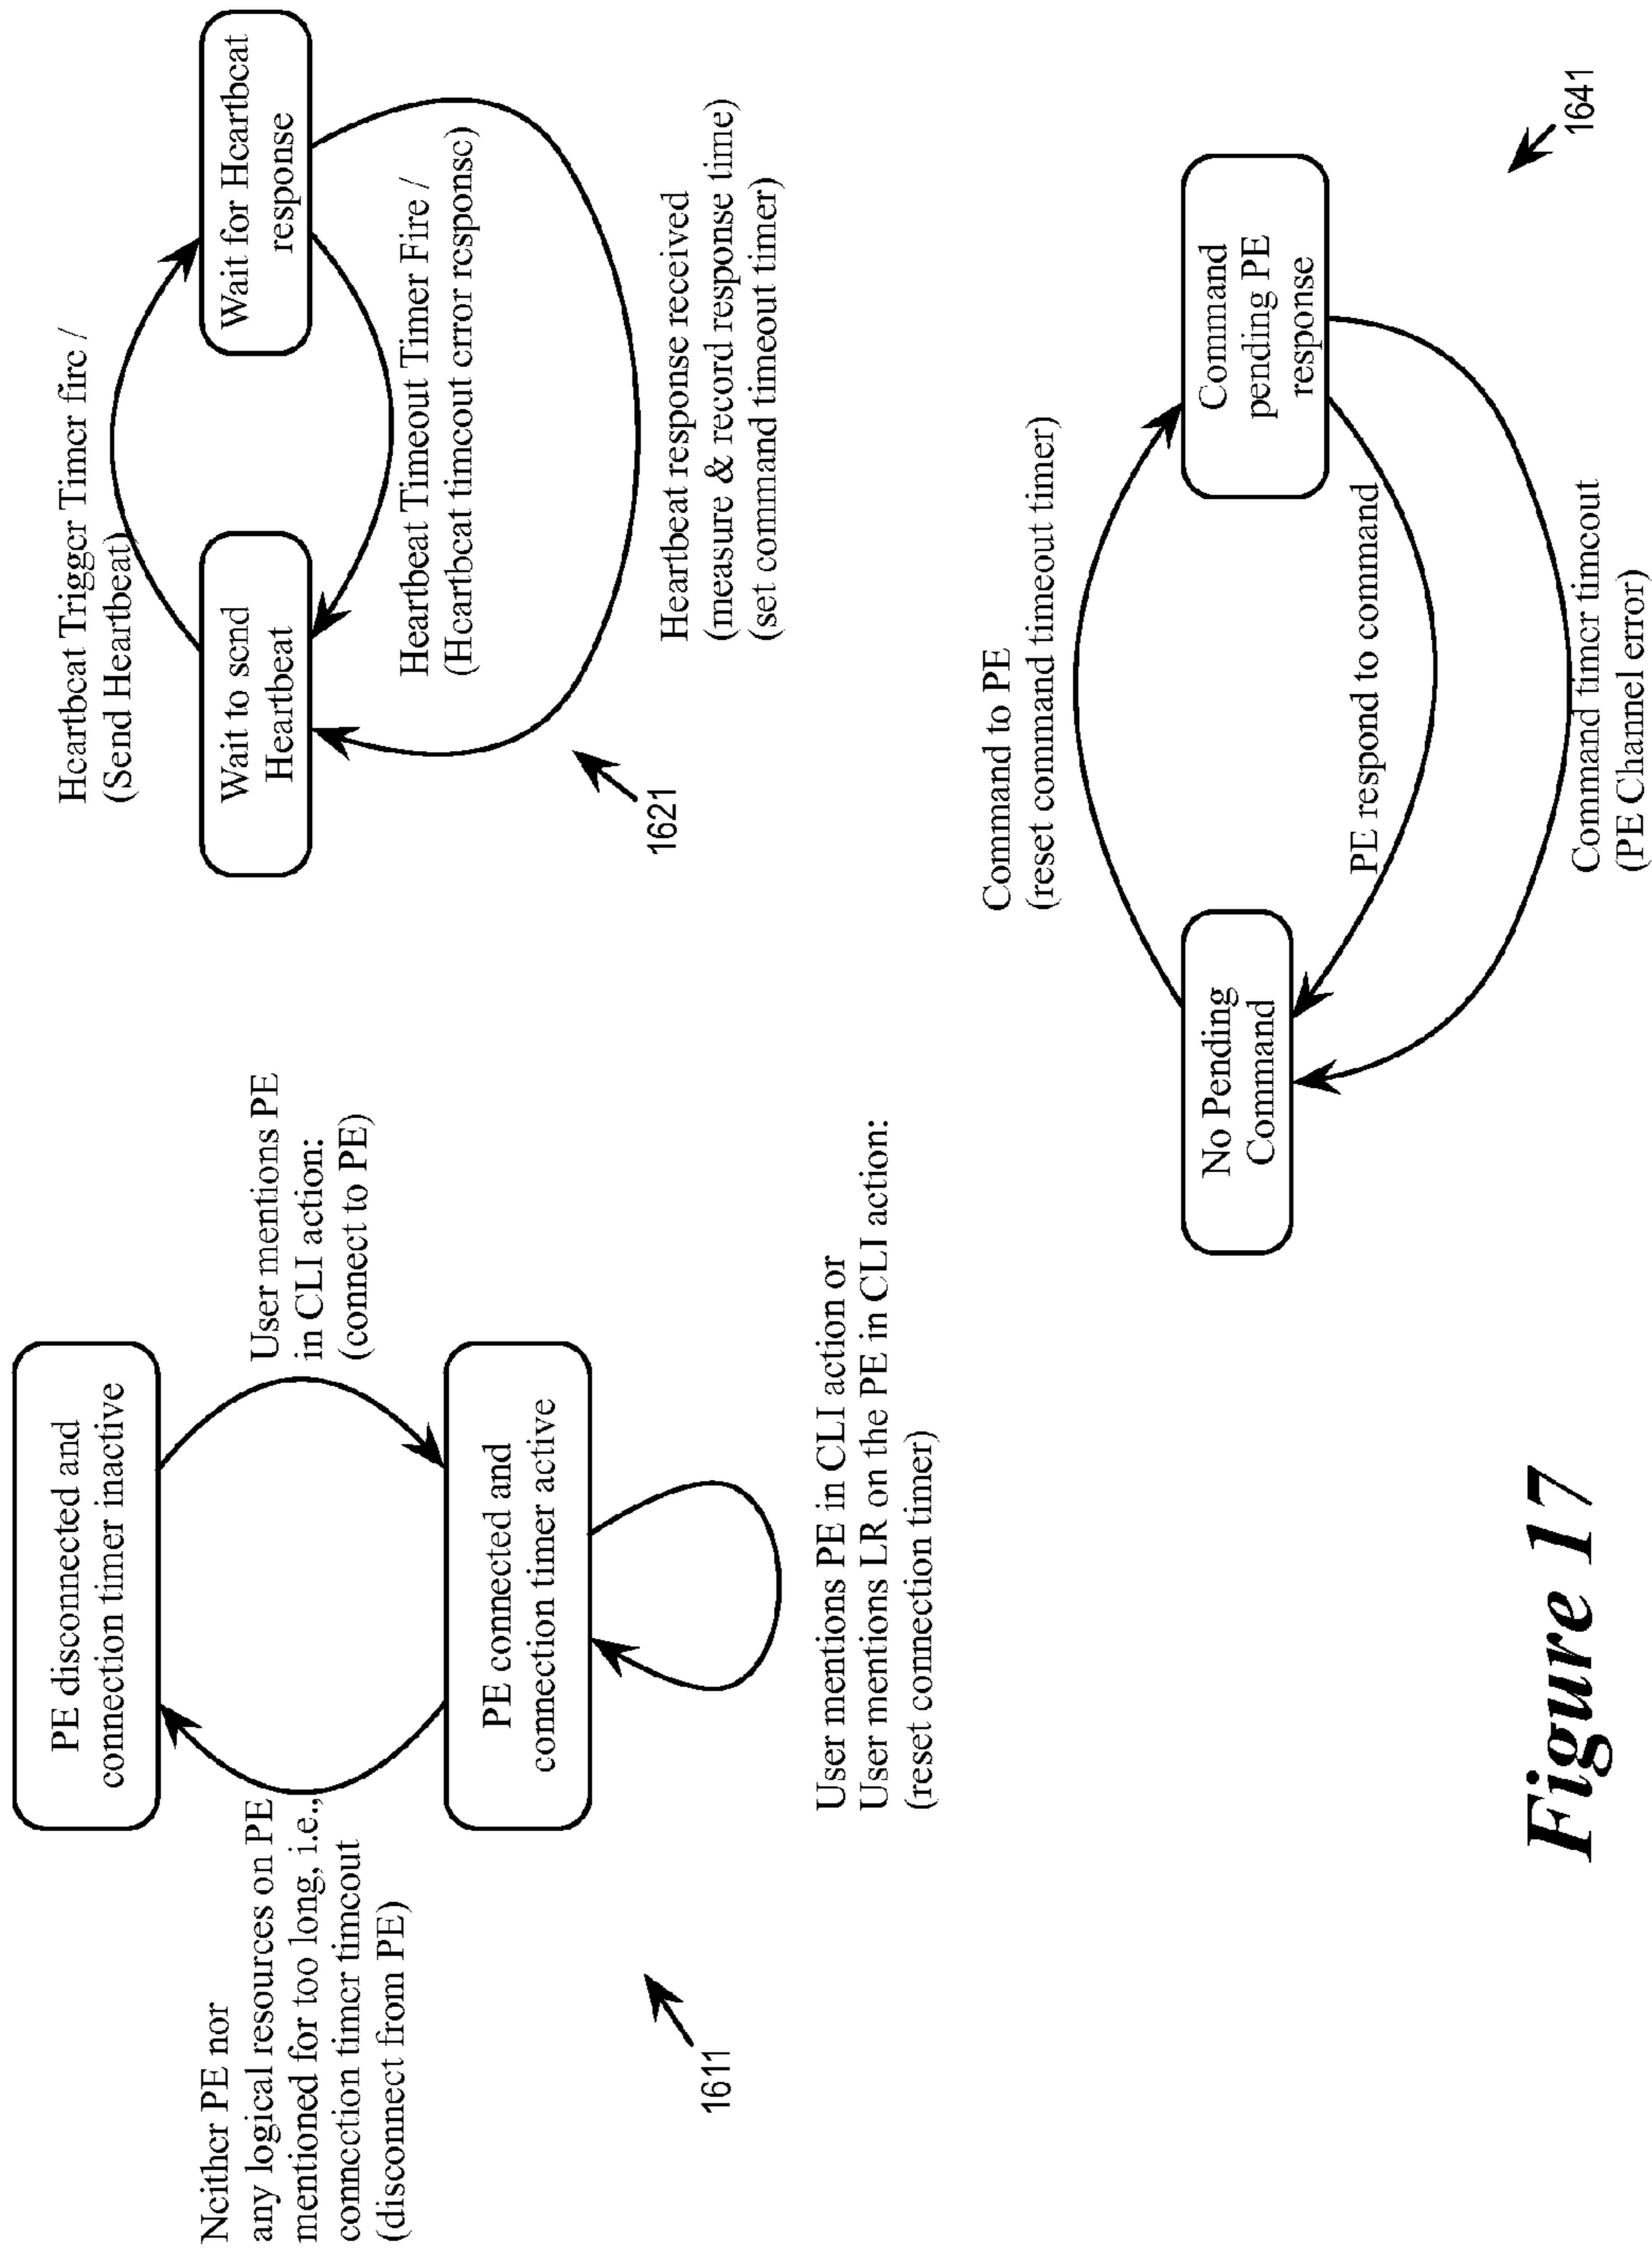 PE disconnected and
connection timer inactive
Neither PE nor
any logical resources on PE
mentioned for too long, i.e.,
connection timer timeout
(disconnect from PE)
User mentions PE
in CLI action:
(connect to PE)
PE connected and
connection timer active
User mentions PE in CLI action or
User mentions LR on the PE in CLI action:
(reset connection timer)
1611
Heartbeat Trigger Timer fire /
(Send Heartbeat)
Wait to send
Heartbeat
Wait for Heartbeat
response
Heartbeat Timeout Timer Fire /
(Heartbeat timeout error response)
Heartbeat response received
(measure & record response time)
(set command timeout timer)
1621
Command to PE
(reset command timeout timer)
No Pending
Command
Command
pending PE
response
PE respond to command
Command timer timeout
(PE Channel error)
1641
Figure 17